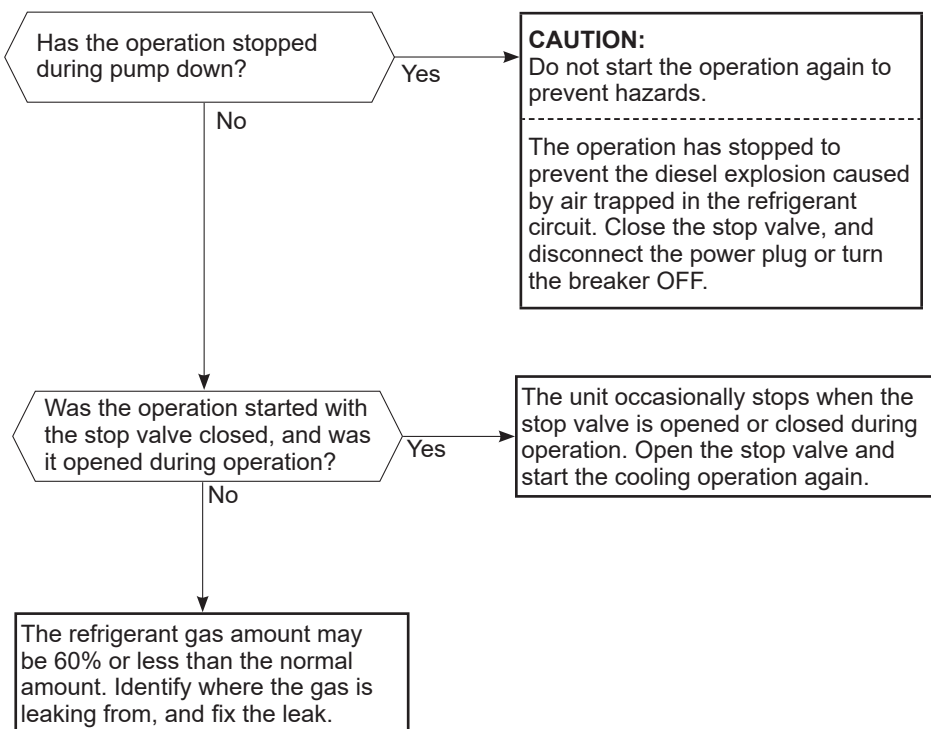 Has the operation stopped
during pump down?
Yes
No
CAUTION:
Do not start the operation again to
prevent hazards.
The operation has stopped to
prevent the diesel explosion caused
by air trapped in the refrigerant
circuit. Close the stop valve, and
disconnect the power plug or turn
the breaker OFF.
Was the operation started with
the stop valve closed, and was
it opened during operation?
Yes
No
The unit occasionally stops when the
stop valve is opened or closed during
operation. Open the stop valve and
start the cooling operation again.
The refrigerant gas amount may
be 60% or less than the normal
amount. Identify where the gas is
leaking from, and fix the leak.